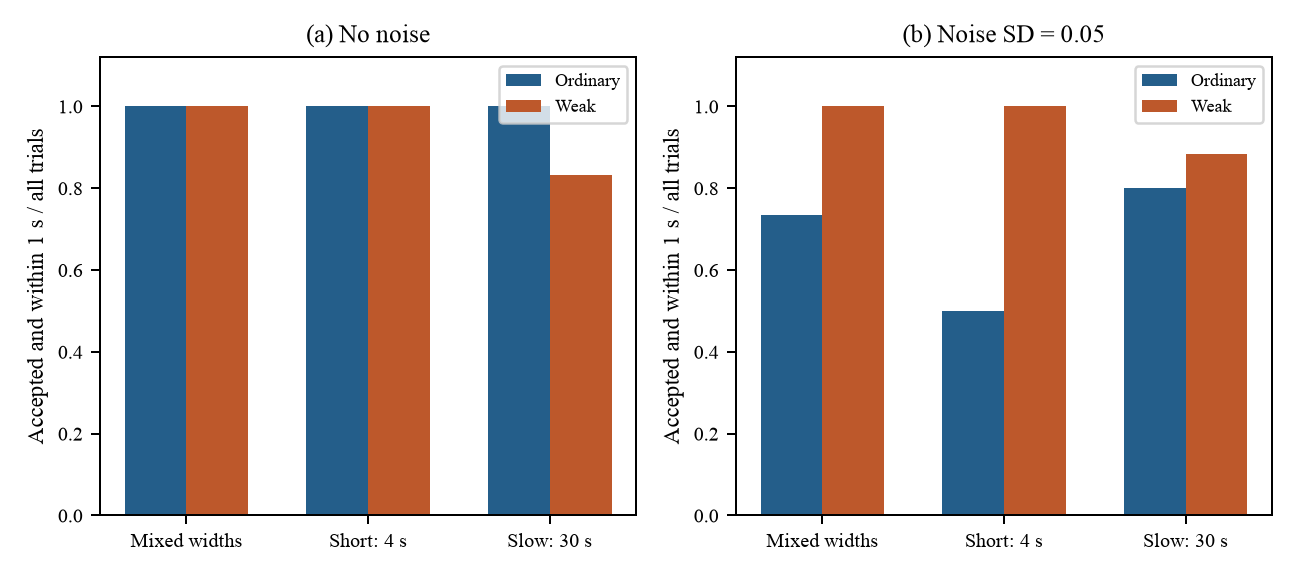 (a) No noise
Accepted and within 1 s / all trials
1.0
0.8
0.6
0.4
0.2
0.0
Ordinary
Weak
Mixed widths
Short: 4 s
Slow: 30 s
(b) Noise SD = 0.05
Accepted and within 1 s / all trials
1.0
0.8
0.6
0.4
0.2
0.0
Ordinary
Weak
Mixed widths
Short: 4 s
Slow: 30 s